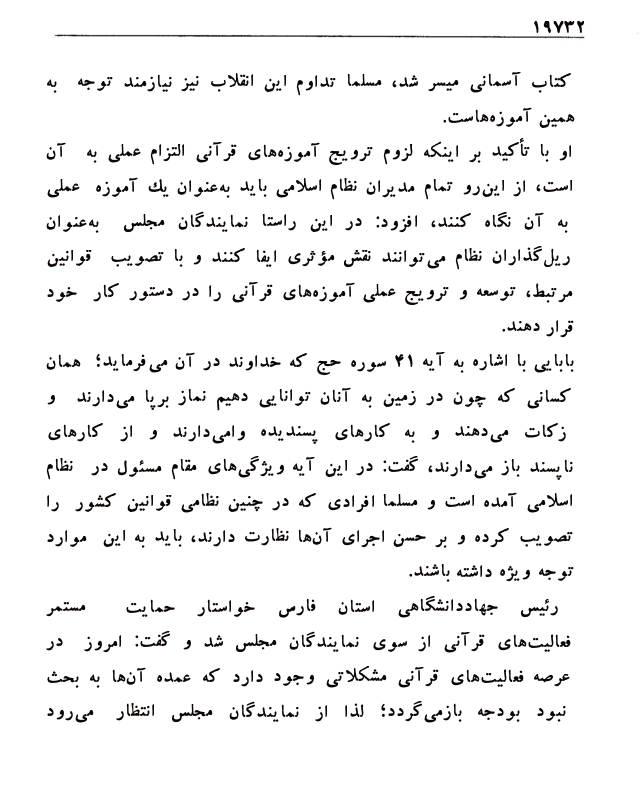 ۱۹۷۳۲
کتاب آسمانی میسر شد، مسلما تداوم این انقلاب نیز نیازمند توجه به
همین آموزه‌هاست.
او با تأکید بر اینکه لزوم ترویج آموزه‌های قرآنی التزام عملی به آن
است، از این‌رو تمام مدیران نظام اسلامی باید به‌عنوان یك آموزه عملی
به آن نگاه کنند، افزود: در این راستا نمایندگان مجلس به‌عنوان
ریل‌گذاران نظام می‌توانند نقش مؤثری ایفا کنند و با تصویب قوانین
مرتبط، توسعه و ترویج عملی آموزه‌های قرآنی را در دستور کار خود
قرار دهند.
بابایی با اشاره به آیه ۴۱ سوره حج که خداوند در آن می‌فرماید؛ همان
کسانی که چون در زمین به آنان توانایی دهیم نماز برپا می‌دارند و
زکات می‌دهند و به کارهای پسندیده وامی‌دارند و از کارهای
ناپسند باز می‌دارند، گفت: در این آیه ویژگی‌های مقام مسئول در نظام
اسلامی آمده است و مسلما افرادی که در چنین نظامی قوانین کشور را
تصویب کرده و بر حسن اجرای آن‌ها نظارت دارند، باید به این موارد
توجه ویژه داشته باشند.
رئیس جهاددانشگاهی استان فارس خواستار حمایت مستمر
فعالیت‌های قرآنی از سوی نمایندگان مجلس شد و گفت: امروز در
عرصه فعالیت‌های قرآنی مشکلاتی وجود دارد که عمده آن‌ها به بحث
نبود بودجه بازمی‌گردد؛ لذا از نمایندگان مجلس انتظار می‌رود